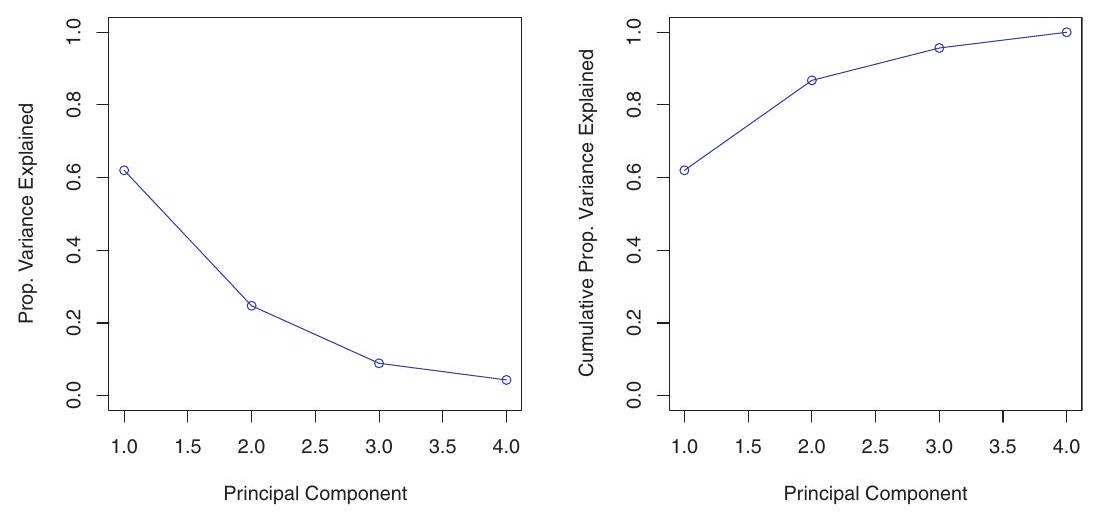 Prop. Variance Explained
1.0
0.8
0.6
0.4
0.2
0.0
1.0 1.5 2.0 2.5 3.0 3.5 4.0
Principal Component
Cumulative Prop. Variance Explained
1.0
0.8
0.6
0.4
0.2
0.0
1.0 1.5 2.0 2.5 3.0 3.5 4.0
Principal Component